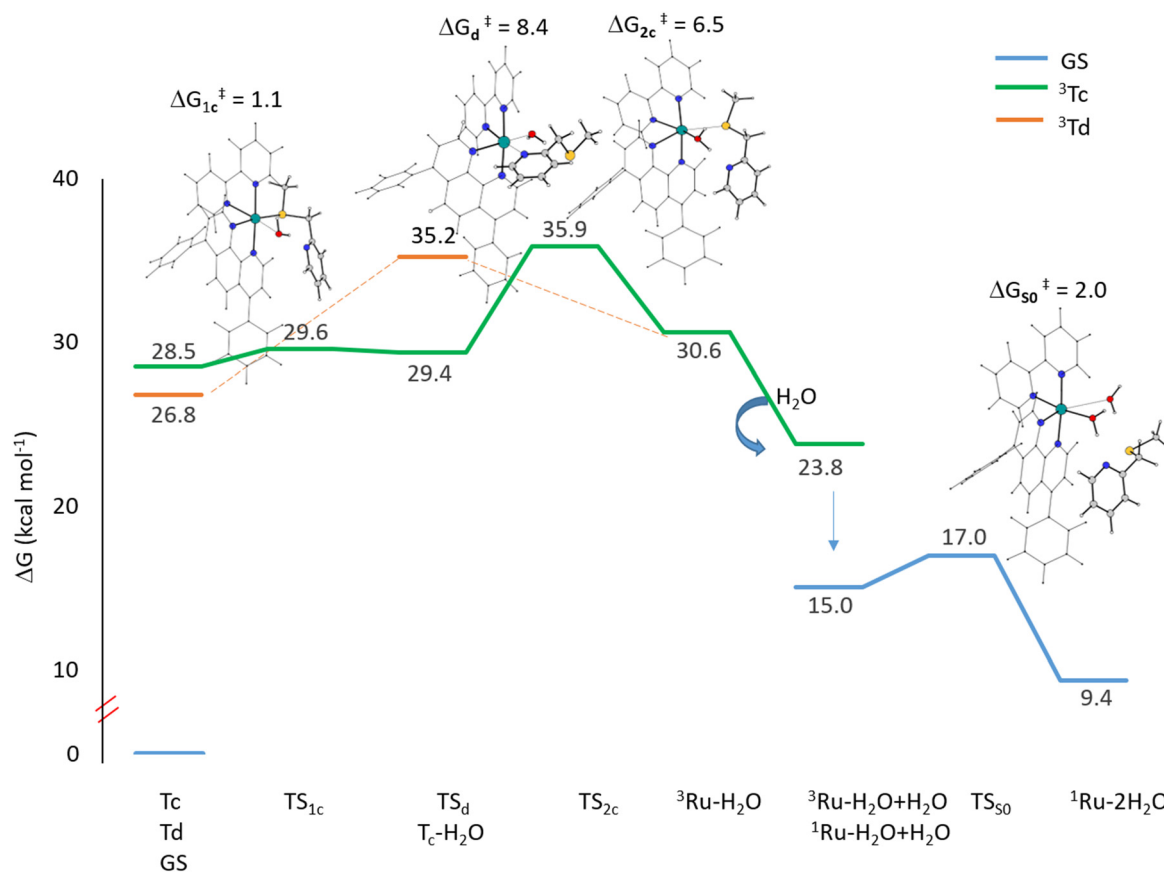 ΔGd ‡ = 8.4
ΔG2c ‡ = 6.5
ΔG1c ‡ = 1.1
GS
³Tc
³Td
40
30
20
10
0
ΔG (kcal mol⁻¹)
28.5
26.8
29.6
35.2
29.4
35.9
30.6
H₂O
23.8
ΔGS0 ‡ = 2.0
15.0
17.0
9.4
Tc
Td
GS
TS1c
TSd
Tc-H₂O
TS2c
³Ru-H₂O
³Ru-H₂O+H₂O
¹Ru-H₂O+H₂O
TSS0
¹Ru-2H₂O